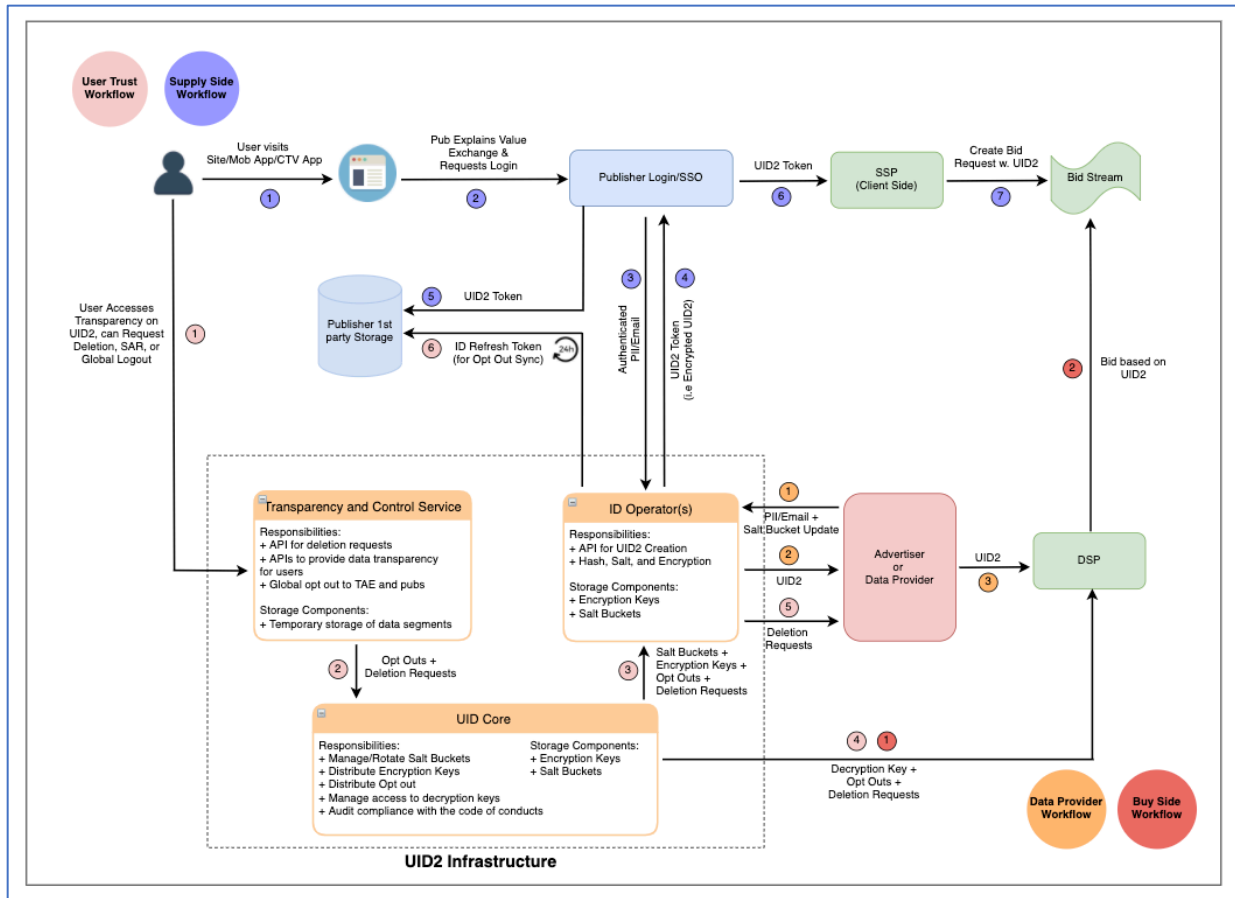 User Trust
Workflow
Supply Side
Workflow
User visits
Site/Mob App/CTV App
1
Pub Explains Value
Exchange &
Requests Login
2
Publisher Login/SSO
UID2 Token
6
SSP
(Client Side)
Create Bid
Request w. UID2
7
Bid Stream
3
Authenticated
PII/Email
4
UID2 Token
(i.e Encrypted UID2)
5
UID2 Token
Publisher 1st
party Storage
6
ID Refresh Token
(for Opt Out Sync)
24h
User Accesses
Transparency on
UID2, can Request
Deletion, SAR, or
Global Logout
1
2
Bid based on
UID2
Transparency and Control Service
Responsibilities:
+ API for deletion requests
+ APIs to provide data transparency
for users
+ Global opt out to TAE and pubs
Storage Components:
+ Temporary storage of data segments
ID Operator(s)
Responsibilities:
+ API for UID2 Creation
+ Hash, Salt, and Encryption
Storage Components:
+ Encryption Keys
+ Salt Buckets
1
PII/Email +
Salt Bucket Update
2
UID2
5
Deletion
Requests
Advertiser
or
Data Provider
UID2
3
DSP
2
Opt Outs +
Deletion Requests
3
Salt Buckets +
Encryption Keys +
Opt Outs +
Deletion Requests
UID Core
Responsibilities:
+ Manage/Rotate Salt Buckets
+ Distribute Encryption Keys
+ Distribute Opt out
+ Manage access to decryption keys
+ Audit compliance with the code of conducts
Storage Components:
+ Encryption Keys
+ Salt Buckets
4
1
Decryption Key +
Opt Outs +
Deletion Requests
Data Provider
Workflow
Buy Side
Workflow
UID2 Infrastructure